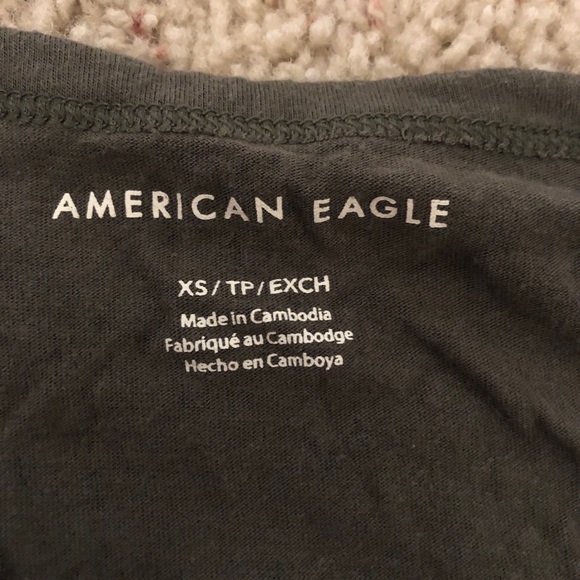 AMERICAN EAGLE
XS / TP / EXCH
Made in Cambodia
Fabriqué au Cambodge
Hecho en Camboya